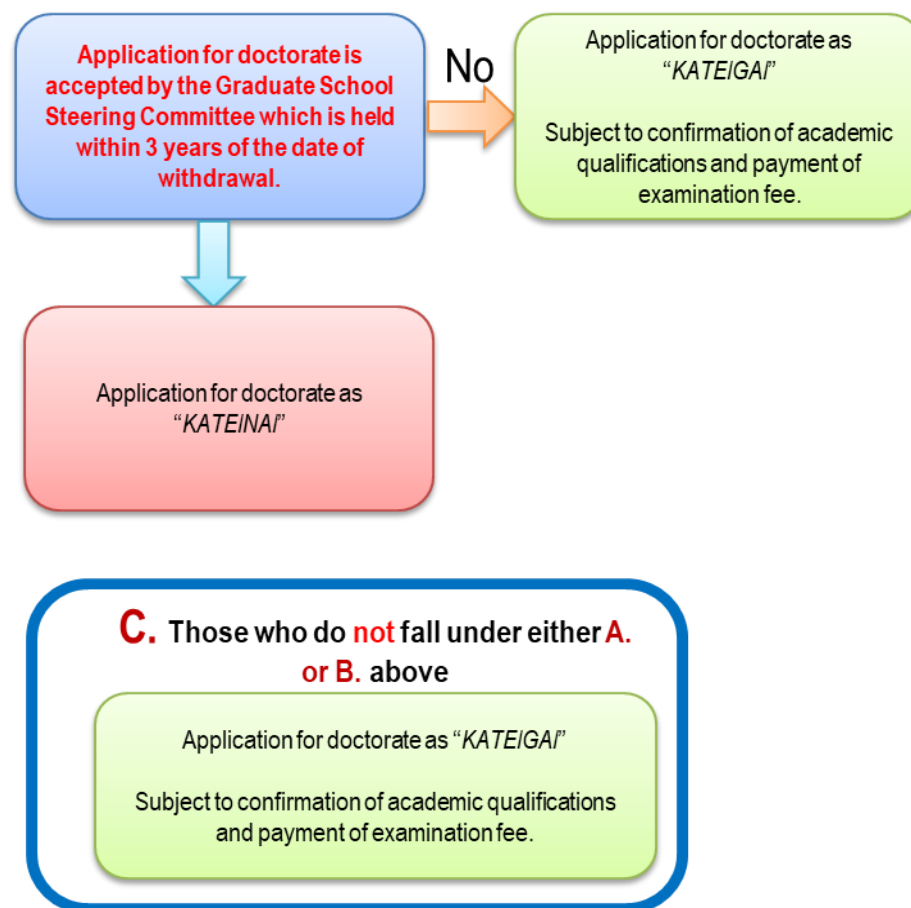 Application for doctorate is
accepted by the Graduate School
Steering Committee which is held
within 3 years of the date of
withdrawal.
No
Application for doctorate as
“KATEIGAI”
Subject to confirmation of academic
qualifications and payment of
examination fee.
Application for doctorate as
“KATEINAI”
C. Those who do not fall under either A.
or B. above
Application for doctorate as “KATEIGAI”
Subject to confirmation of academic qualifications
and payment of examination fee.